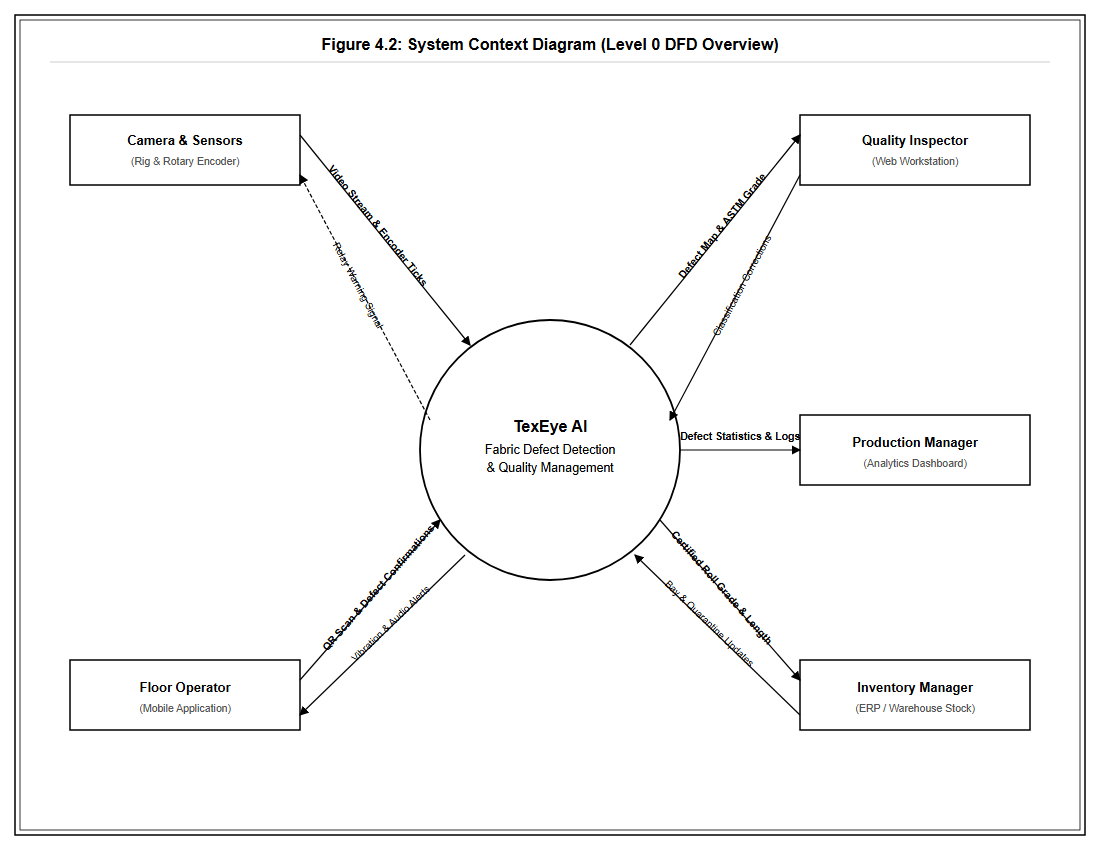 Figure 4.2: System Context Diagram (Level 0 DFD Overview)
Camera & Sensors
(Rig & Rotary Encoder)
Quality Inspector
(Web Workstation)
Video Stream & Encoder Ticks
Relay Warning Signal
Defect Map & ASTM Grade
Classification Corrections
TexEye AI
Fabric Defect Detection
& Quality Management
Defect Statistics & Logs
Production Manager
(Analytics Dashboard)
QR Scan & Defect Confirmations
Vibration & Audio Alerts
Certified Roll Grade & Length
Bay & Quarantine Updates
Floor Operator
(Mobile Application)
Inventory Manager
(ERP / Warehouse Stock)